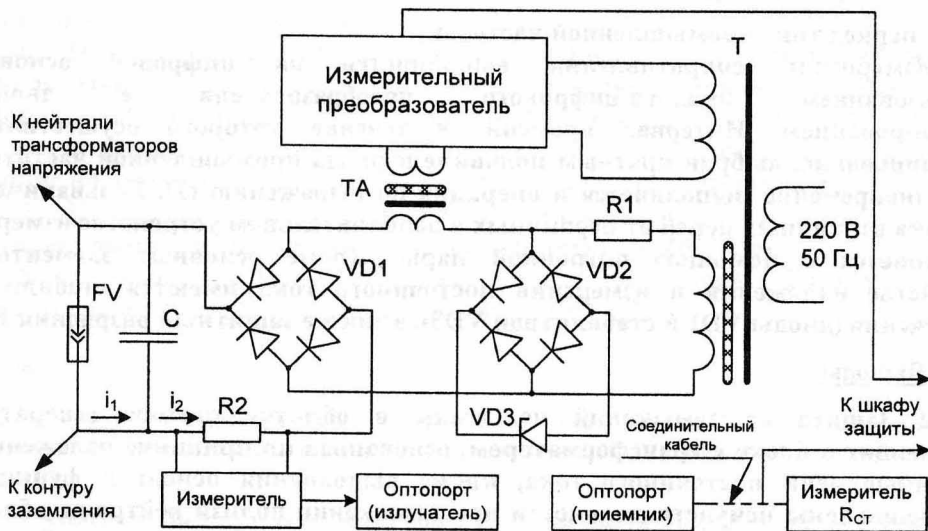 Измерительный
преобразователь
T
К нейтрали
трансформаторов
напряжения
TA
R1
220 В
50 Гц
VD1
VD2
FV
C
i1
i2
R2
VD3
Соединительный
кабель
К шкафу
защиты
К контуру
заземления
Измеритель
Оптопорт
(излучатель)
Оптопорт
(приемник)
Измеритель
RСТ